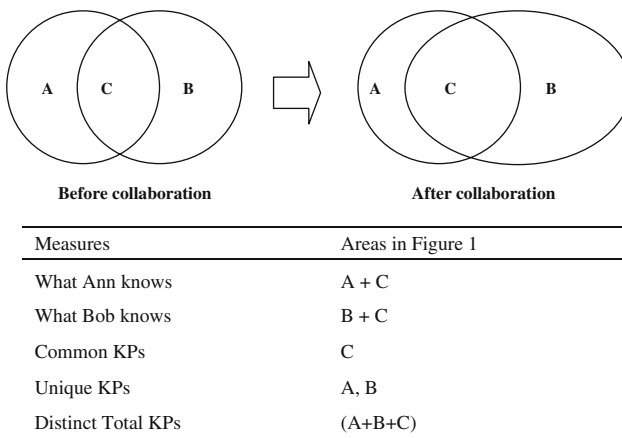 A C B A C B
Before collaboration After collaboration
Measures Areas in Figure 1
What Ann knows A + C
What Bob knows B + C
Common KPs C
Unique KPs A, B
Distinct Total KPs (A+B+C)